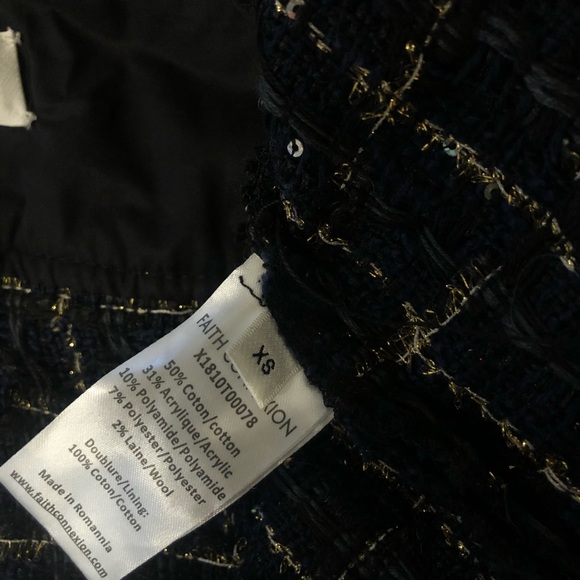 FAITH CONNEXION
XS
X1810T00078
50% Coton/cotton
31% Acrylique/Acrylic
10% Polyamide/Polyamide
7% Polyester/Polyester
2% Laine/Wool
Doublure/Lining:
100% Coton/Cotton
Made in Romannia
www.faithconnexion.com